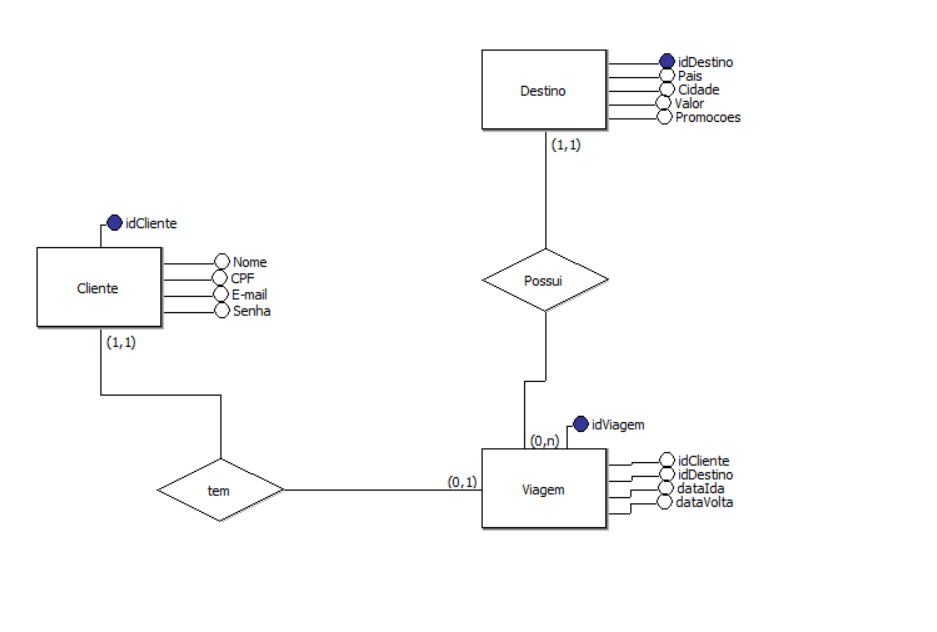 idDestino
Pais
Cidade
Valor
Promocoes
Destino
(1,1)
idCliente
Nome
CPF
E-mail
Senha
Cliente
(1,1)
Possui
idViagem
(0,n)
idCliente
idDestino
dataIda
dataVolta
Viagem
(0,1)
tem